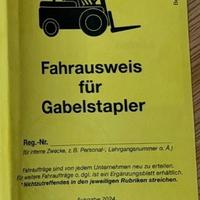 Fahrausweis
für
Gabelstapler
Reg.-Nr.
(für interne Zwecke, z.B. Personal-, Lehrgangsnummer o. Ä.)
Fahraufträge sind von jedem Unternehmen neu zu erteilen.
Für weitere Fahraufträge o. dgl. ist ein Ergänzungsblatt erhältlich.
*Nichtzutreffendes in den jeweiligen Rubriken streichen.
Ausgabe 2024